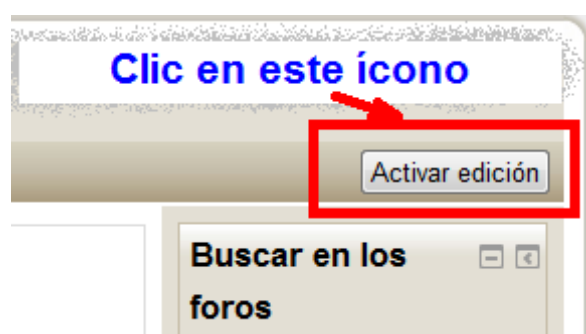 Clic en este ícono
Activar edición
Buscar en los
foros